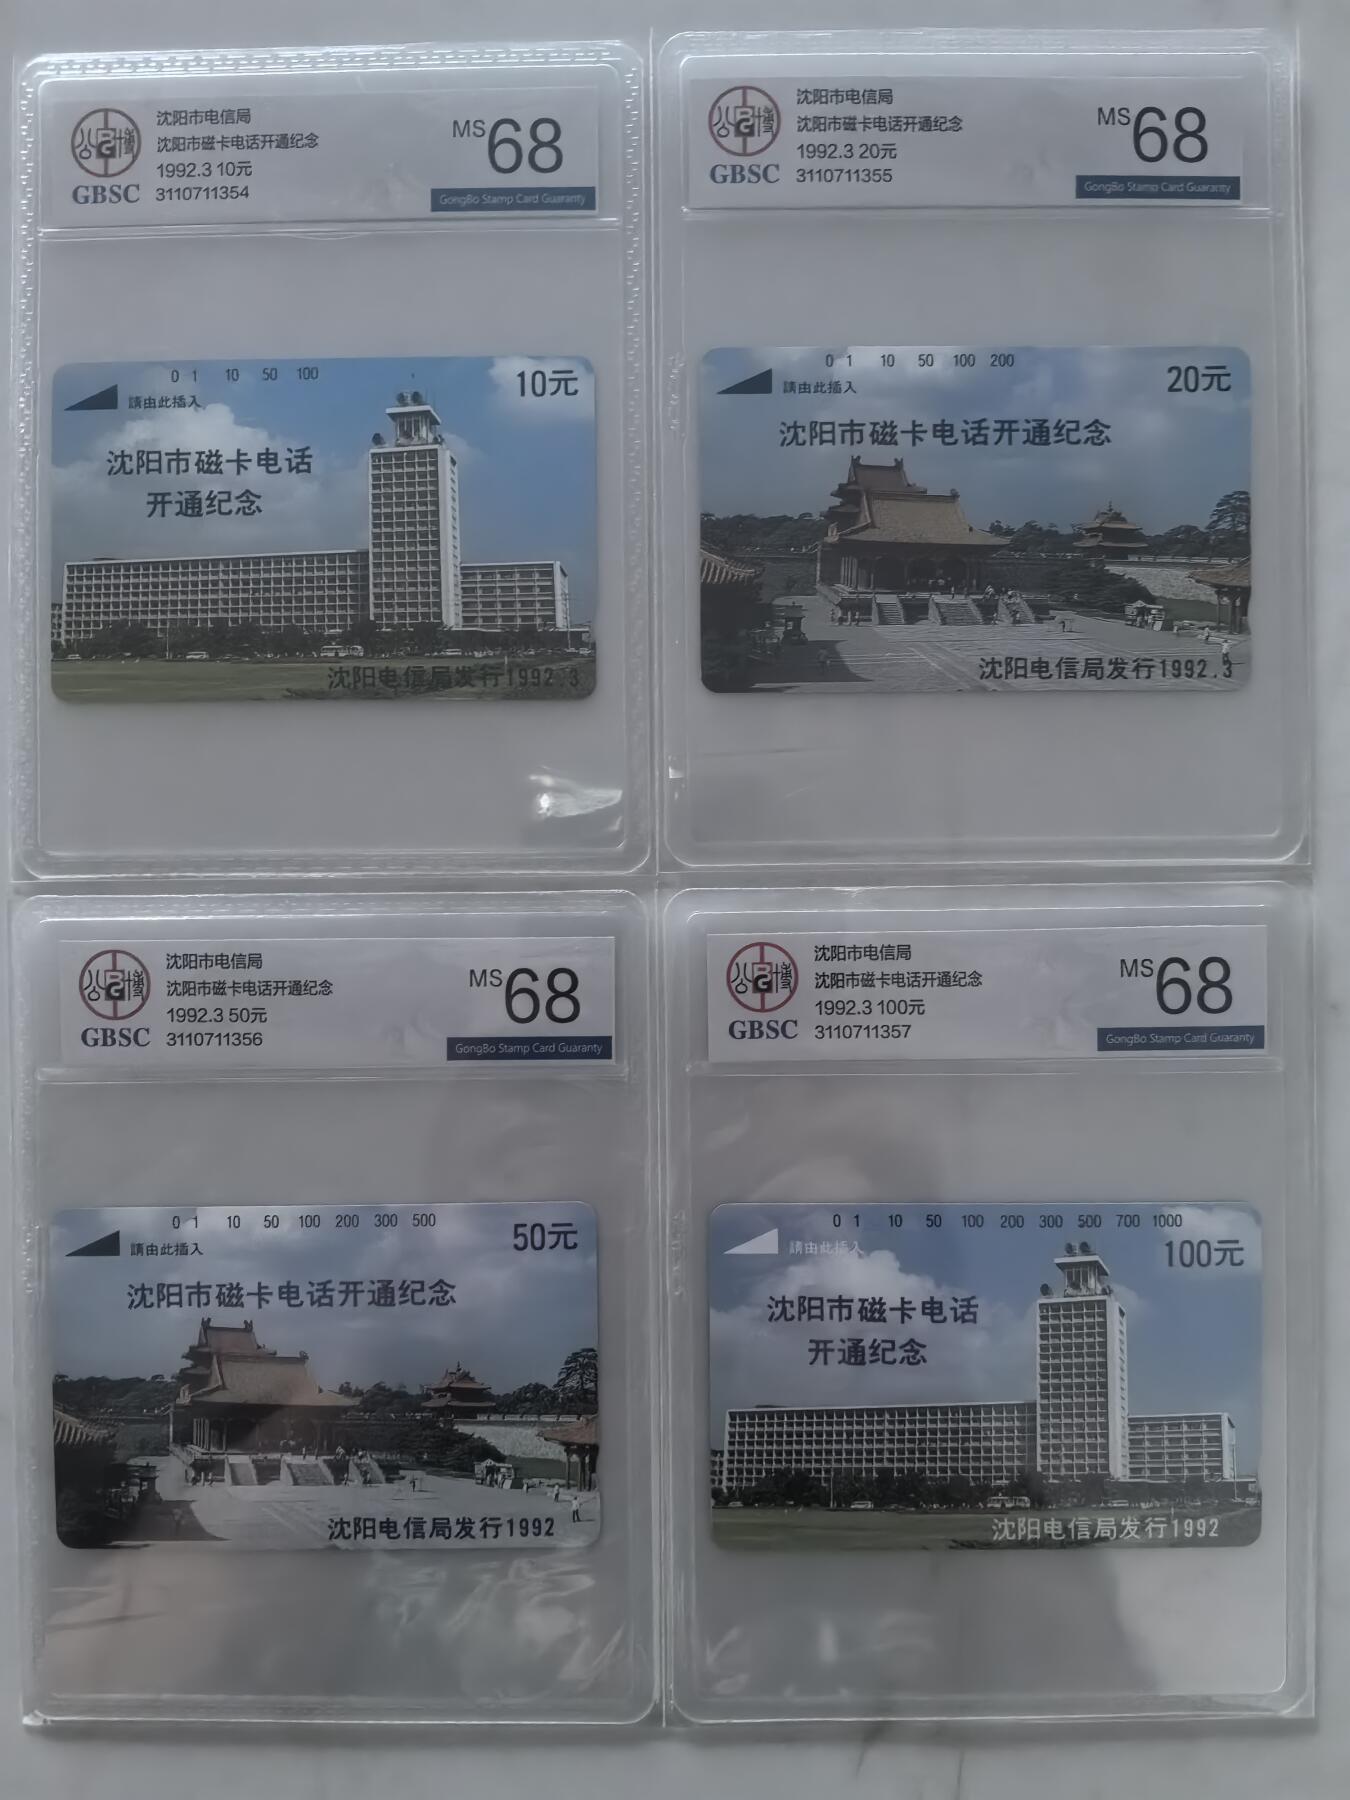 沈阳市电信局
沈阳市磁卡电话开通纪念
1992.3 10元
3110711354
GBSC
MS 68
GongBo Stamp Card Guaranty
0 1 10 50 100
請由此插入
10元
沈阳市磁卡电话
开通纪念
沈阳电信局发行1992.3
沈阳市电信局
沈阳市磁卡电话开通纪念
1992.3 20元
3110711355
GBSC
MS 68
GongBo Stamp Card Guaranty
0 1 10 50 100 200
請由此插入
20元
沈阳市磁卡电话开通纪念
沈阳电信局发行1992.3
沈阳市电信局
沈阳市磁卡电话开通纪念
1992.3 50元
3110711356
GBSC
MS 68
GongBo Stamp Card Guaranty
0 1 10 50 100 200 300 500
請由此插入
50元
沈阳市磁卡电话开通纪念
沈阳电信局发行1992
沈阳市电信局
沈阳市磁卡电话开通纪念
1992.3 100元
3110711357
GBSC
MS 68
GongBo Stamp Card Guaranty
0 1 10 50 100 200 300 500 700 1000
請由此插入
100元
沈阳市磁卡电话
开通纪念
沈阳电信局发行1992